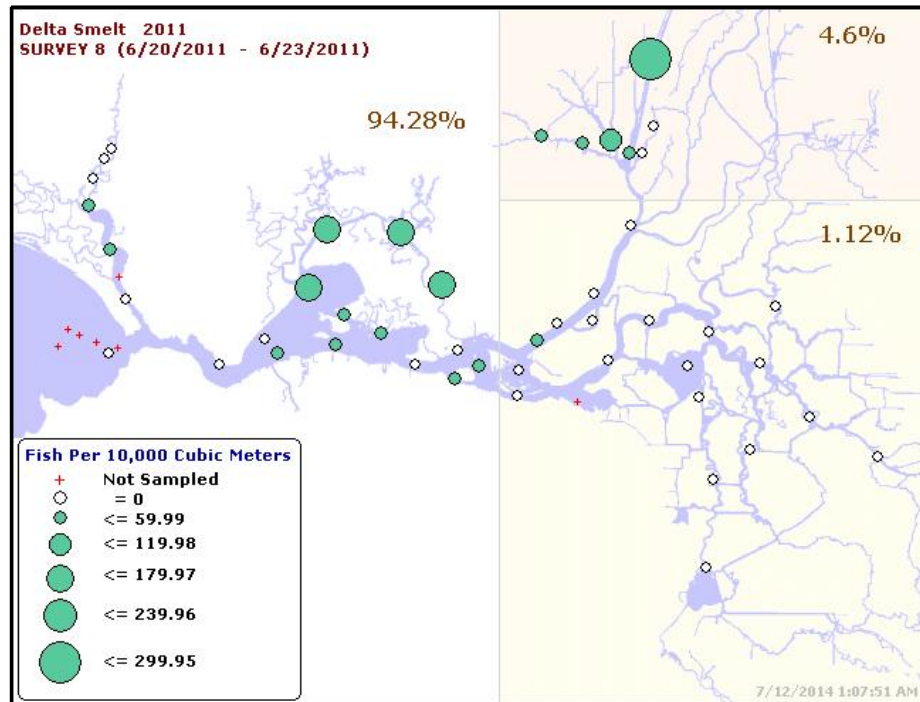 Delta Smelt 2011
SURVEY 8 (6/20/2011 - 6/23/2011)
94.28%
4.6%
1.12%
Fish Per 10,000 Cubic Meters
Not Sampled
= 0
<= 59.99
<= 119.98
<= 179.97
<= 239.96
<= 299.95
7/12/2014 1:07:51 AM